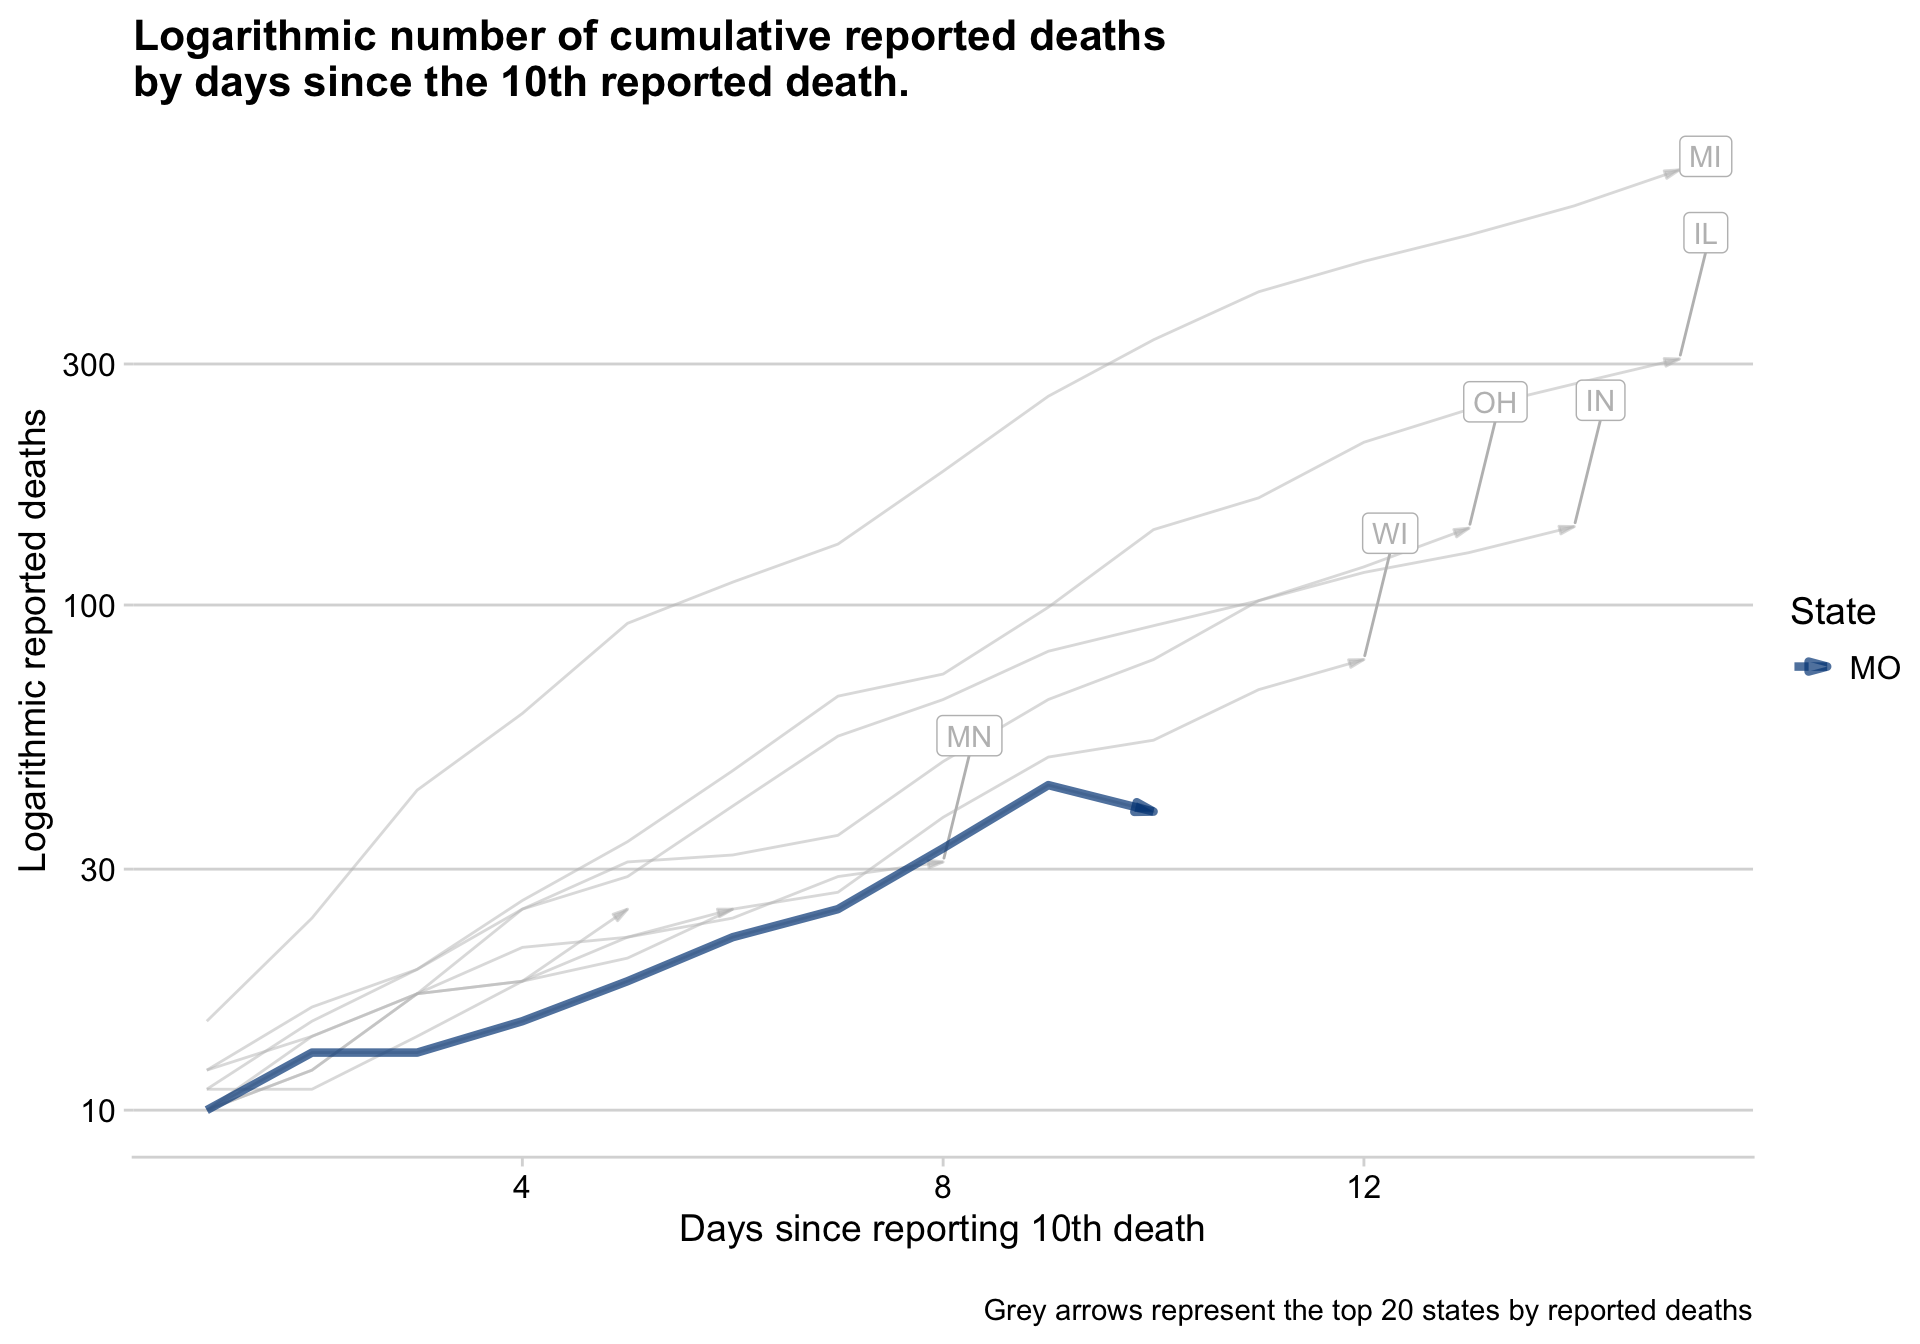 Logarithmic number of cumulative reported deaths
by days since the 10th reported death.
MI
IL
300
OH
IN
WI
100
MN
30
10
Logarithmic reported deaths
State
MO
4
8
12
Days since reporting 10th death
Grey arrows represent the top 20 states by reported deaths